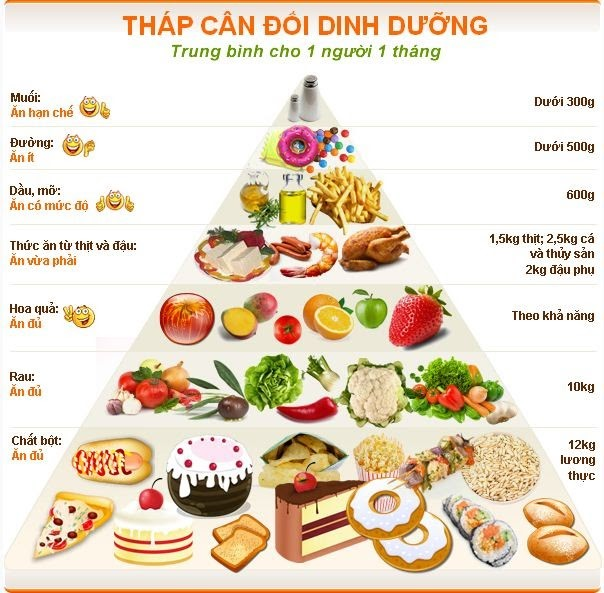 THÁP CÂN ĐỐI DINH DƯỠNG
Trung bình cho 1 người 1 tháng
Muối:
Ăn hạn chế
Dưới 300g
Đường:
Ăn ít
Dưới 500g
Dầu, mỡ:
Ăn có mức độ
600g
Thức ăn từ thịt và đậu:
Ăn vừa phải
1,5kg thịt; 2,5kg cá
và thủy sản
2kg đậu phụ
Hoa quả:
Ăn đủ
Theo khả năng
Rau:
Ăn đủ
10kg
Chất bột:
Ăn đủ
12kg
lương
thực